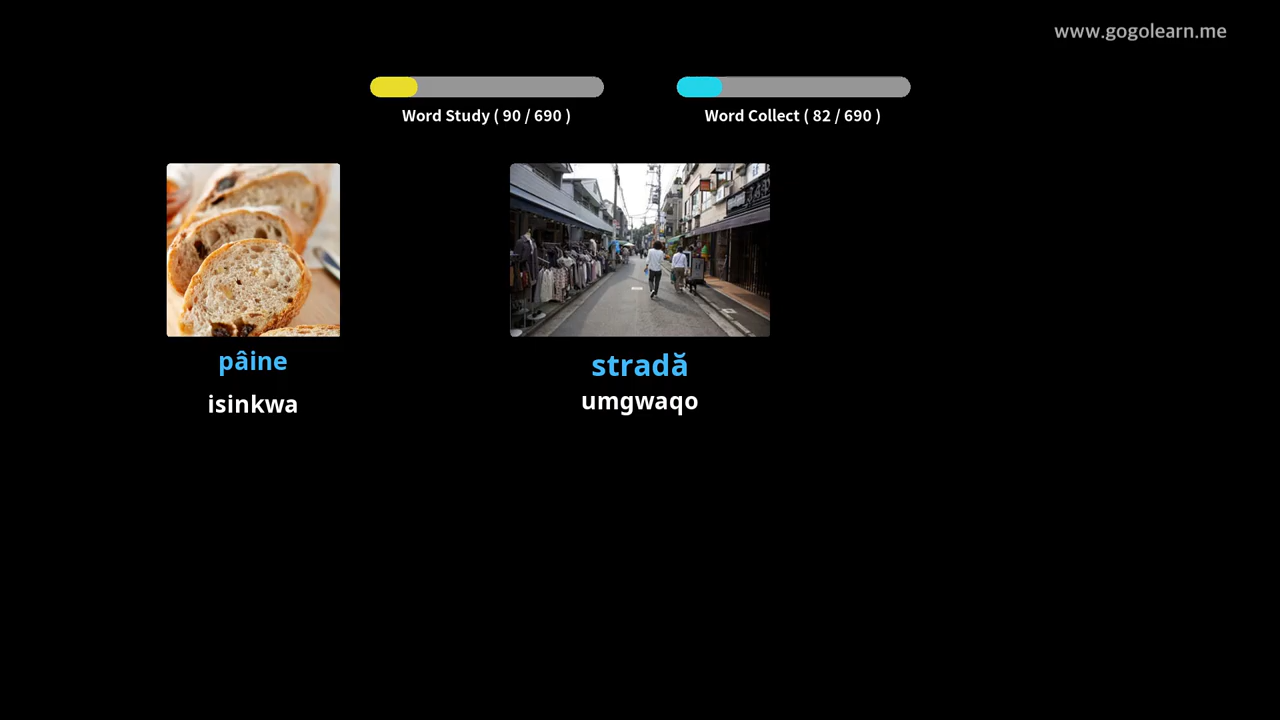 www.gogolearn.me
Word Study ( 90 / 690 )
Word Collect ( 82 / 690 )
pâine
isinkwa
stradă
umgwaqo